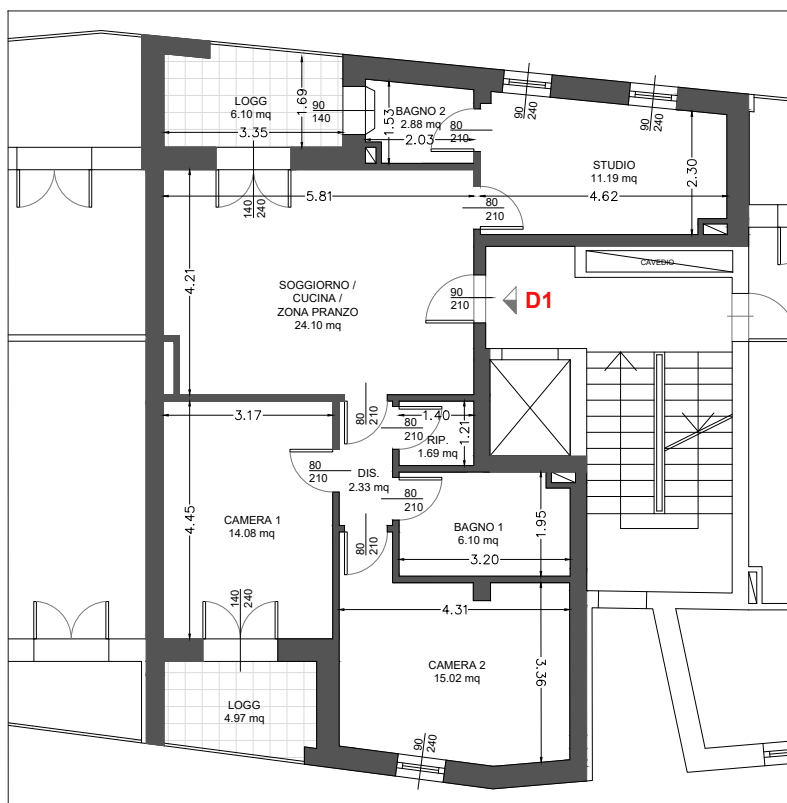 LOGG
6.10 mq
3.35
1.69
90
140
BAGNO 2
2.88 mq
1.53
2.03
80
210
90
240
90
240
STUDIO
11.19 mq
4.62
2.30
80
210
140
240
5.81
4.21
SOGGIORNO /
CUCINA /
ZONA PRANZO
24.10 mq
90
210
D1
CAVEDIO
3.17
80
210
80
210
1.40
1.21
RIP.
1.69 mq
80
210
DIS.
2.33 mq
80
210
4.45
CAMERA 1
14.08 mq
80
210
BAGNO 1
6.10 mq
3.20
1.95
140
240
4.31
CAMERA 2
15.02 mq
3.36
LOGG
4.97 mq
90
240